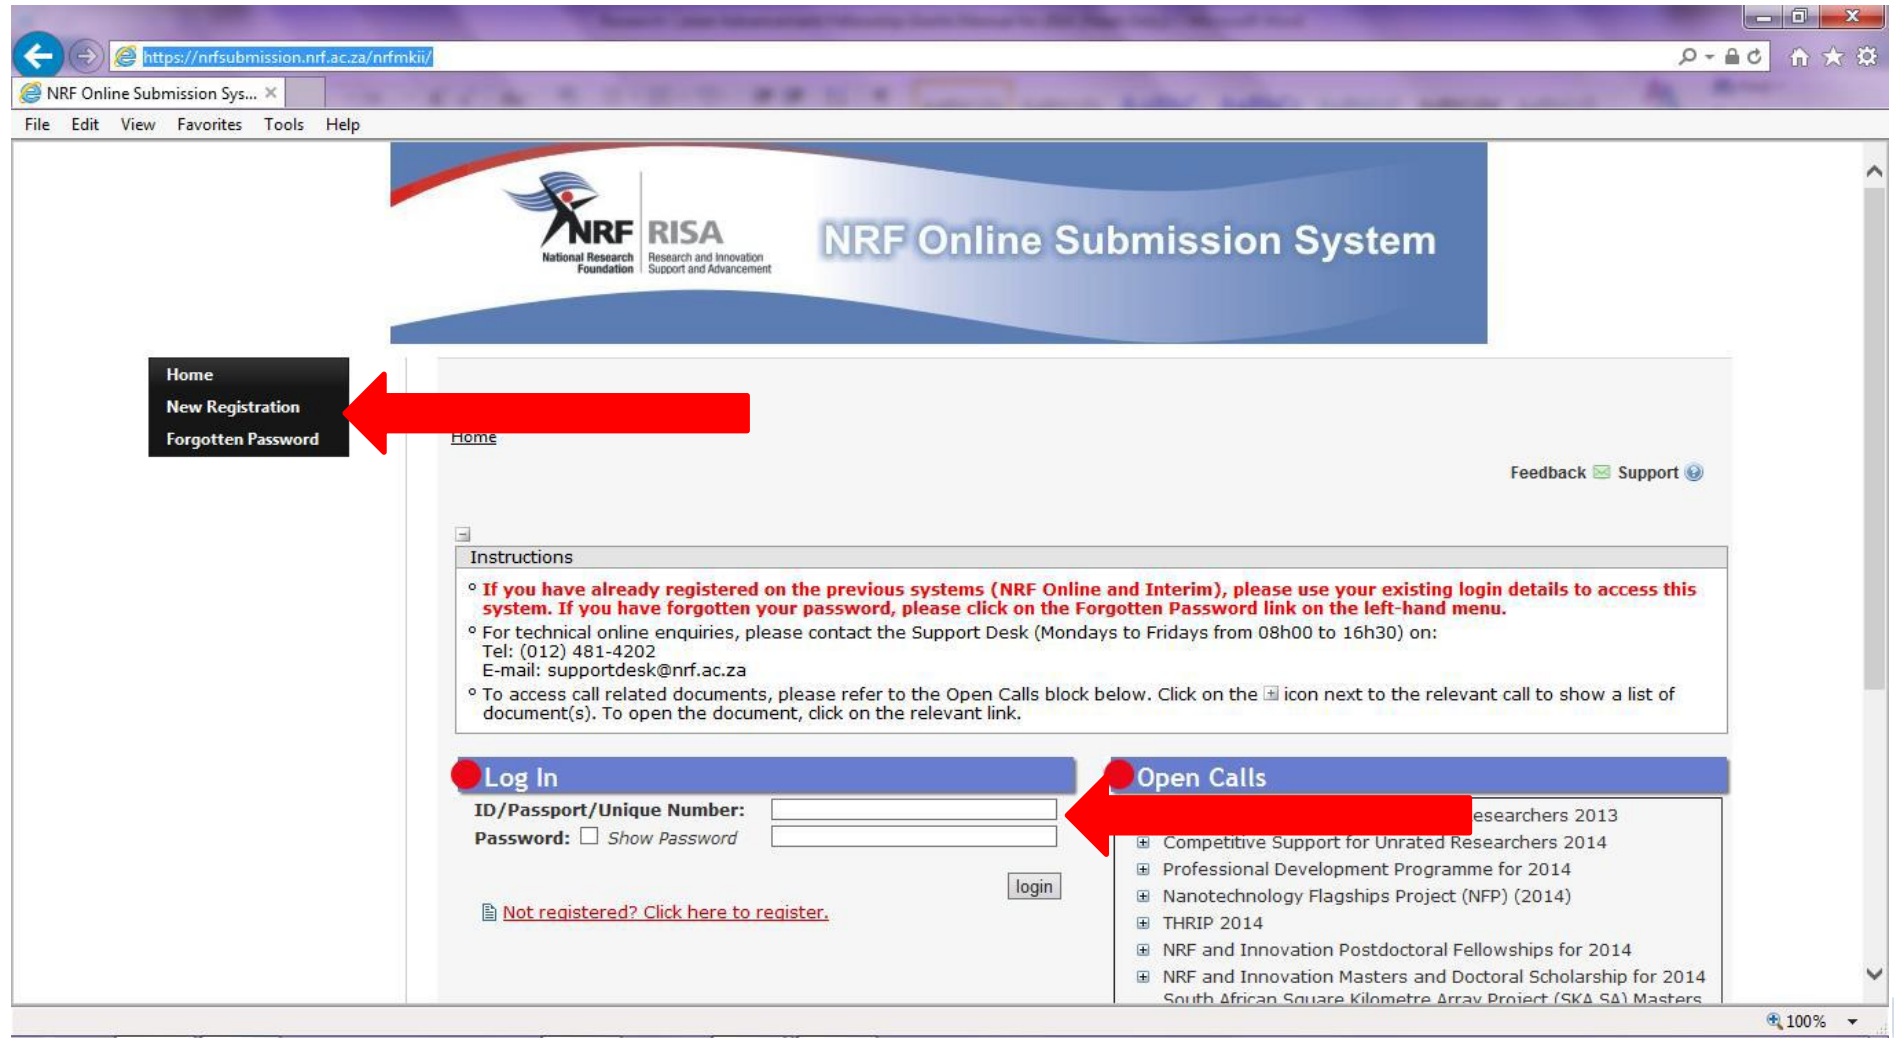 https://nrfsubmission.nrf.ac.za/nrfmkii/
NRF Online Submission Sys...
File Edit View Favorites Tools Help
NRF RISA
National Research Foundation
Research and Innovation
Support and Advancement
NRF Online Submission System
Home
New Registration
Forgotten Password
Home
Feedback Support
Instructions
If you have already registered on the previous systems (NRF Online and Interim), please use your existing login details to access this
system. If you have forgotten your password, please click on the Forgotten Password link on the left-hand menu.
For technical online enquiries, please contact the Support Desk (Mondays to Fridays from 08h00 to 16h30) on:
Tel: (012) 481-4202
E-mail: supportdesk@nrf.ac.za
To access call related documents, please refer to the Open Calls block below. Click on the icon next to the relevant call to show a list of
document(s). To open the document, click on the relevant link.
Log In
ID/Passport/Unique Number:
Password: Show Password
login
Not registered? Click here to register.
Open Calls
2013
Competitive Support for Unrated Researchers 2014
Professional Development Programme for 2014
Nanotechnology Flagships Project (NFP) (2014)
THRIP 2014
NRF and Innovation Postdoctoral Fellowships for 2014
NRF and Innovation Masters and Doctoral Scholarship for 2014
South African Square Kilometre Array Project (SKA SA) Masters
100%